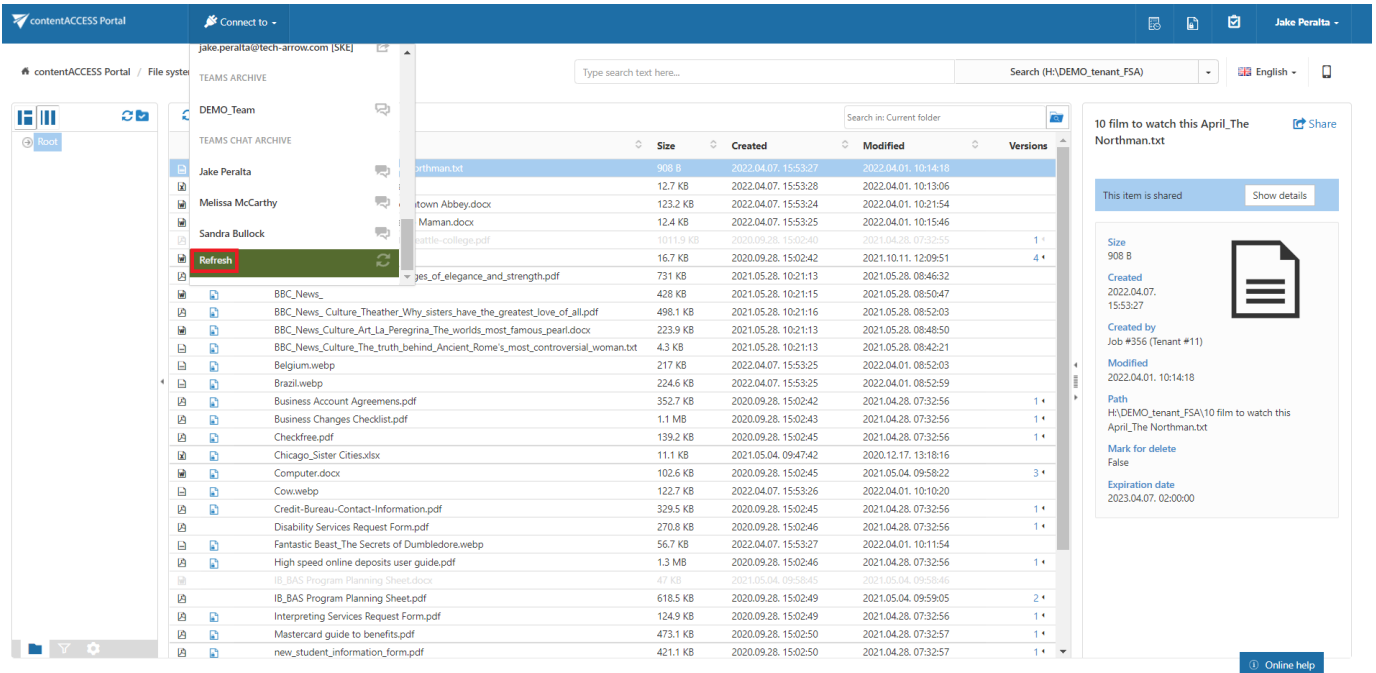 contentACCESS Portal
Connect to
Jake Peralta
jake.peralta@tech-arrow.com [SKE]
TEAMS ARCHIVE
DEMO_Team
TEAMS CHAT ARCHIVE
Jake Peralta
Melissa McCarthy
Sandra Bullock
Refresh
contentACCESS Portal / File syste
Type search text here...
Search (H:\DEMO_tenant_FSA)
English
Root
Search in: Current folder
Size Created Modified Versions
orthman.txt 908 B 2022.04.07. 15:53:27 2022.04.01. 10:14:18
12.7 KB 2022.04.07. 15:53:28 2022.04.01. 10:13:06
ntown Abbey.docx 123.2 KB 2022.04.07. 15:53:24 2022.04.01. 10:21:54
Maman.docx 12.4 KB 2022.04.07. 15:53:25 2022.04.01. 10:15:46
eattle-college.pdf 1011.9 KB 2020.09.28. 15:02:40 2021.04.28. 07:32:55 1
16.7 KB 2020.09.28. 15:02:42 2021.10.11. 12:09:51 4
ges_of_elegance_and_strength.pdf 731 KB 2021.05.28. 10:21:13 2021.05.28. 08:46:32
BBC_News_ 428 KB 2021.05.28. 10:21:15 2021.05.28. 08:50:47
BBC_News_ Culture_Theather_Why_sisters_have_the_greatest_love_of_all.pdf 498.1 KB 2021.05.28. 10:21:16 2021.05.28. 08:52:03
BBC_News_Culture_Art_La_Peregrina_The_worlds_most_famous_pearl.docx 223.9 KB 2021.05.28. 10:21:13 2021.05.28. 08:48:50
BBC_News_Culture_The_truth_behind_Ancient_Rome's_most_controversial_woman.txt 4.3 KB 2021.05.28. 10:21:13 2021.05.28. 08:42:21
Belgium.webp 217 KB 2022.04.07. 15:53:25 2022.04.01. 08:52:03
Brazil.webp 224.6 KB 2022.04.07. 15:53:25 2022.04.01. 08:52:59
Business Account Agreemens.pdf 352.7 KB 2020.09.28. 15:02:42 2021.04.28. 07:32:56 1
Business Changes Checklist.pdf 1.1 MB 2020.09.28. 15:02:43 2021.04.28. 07:32:56 1
Checkfree.pdf 139.2 KB 2020.09.28. 15:02:45 2021.04.28. 07:32:56 1
Chicago_Sister Cities.xlsx 11.1 KB 2021.05.04. 09:47:42 2020.12.17. 13:18:16
Computer.docx 102.6 KB 2020.09.28. 15:02:45 2021.05.04. 09:58:22 3
Cow.webp 122.7 KB 2022.04.07. 15:53:26 2022.04.01. 10:10:20
Credit-Bureau-Contact-Information.pdf 329.5 KB 2020.09.28. 15:02:45 2021.04.28. 07:32:56 1
Disability Services Request Form.pdf 270.8 KB 2020.09.28. 15:02:46 2021.04.28. 07:32:56 1
Fantastic Beast_The Secrets of Dumbledore.webp 56.7 KB 2022.04.07. 15:53:27 2022.04.01. 10:11:54
High speed online deposits user guide.pdf 1.3 MB 2020.09.28. 15:02:46 2021.04.28. 07:32:56 1
IB_BAS Program Planning Sheet.docx 47 KB 2021.05.04. 09:58:45 2021.05.04. 09:58:46
IB_BAS Program Planning Sheet.pdf 618.5 KB 2020.09.28. 15:02:49 2021.05.04. 09:59:05 2
Interpreting Services Request Form.pdf 124.9 KB 2020.09.28. 15:02:49 2021.04.28. 07:32:56 1
Mastercard guide to benefits.pdf 473.1 KB 2020.09.28. 15:02:50 2021.04.28. 07:32:57 1
new_student_information_form.pdf 421.1 KB 2020.09.28. 15:02:50 2021.04.28. 07:32:57 1
10 film to watch this April_The
Northman.txt
Share
This item is shared
Show details
Size
908 B
Created
2022.04.07.
15:53:27
Created by
Job #356 (Tenant #11)
Modified
2022.04.01. 10:14:18
Path
H:\DEMO_tenant_FSA\10 film to watch this
April_The Northman.txt
Mark for delete
False
Expiration date
2023.04.07. 02:00:00
Online help